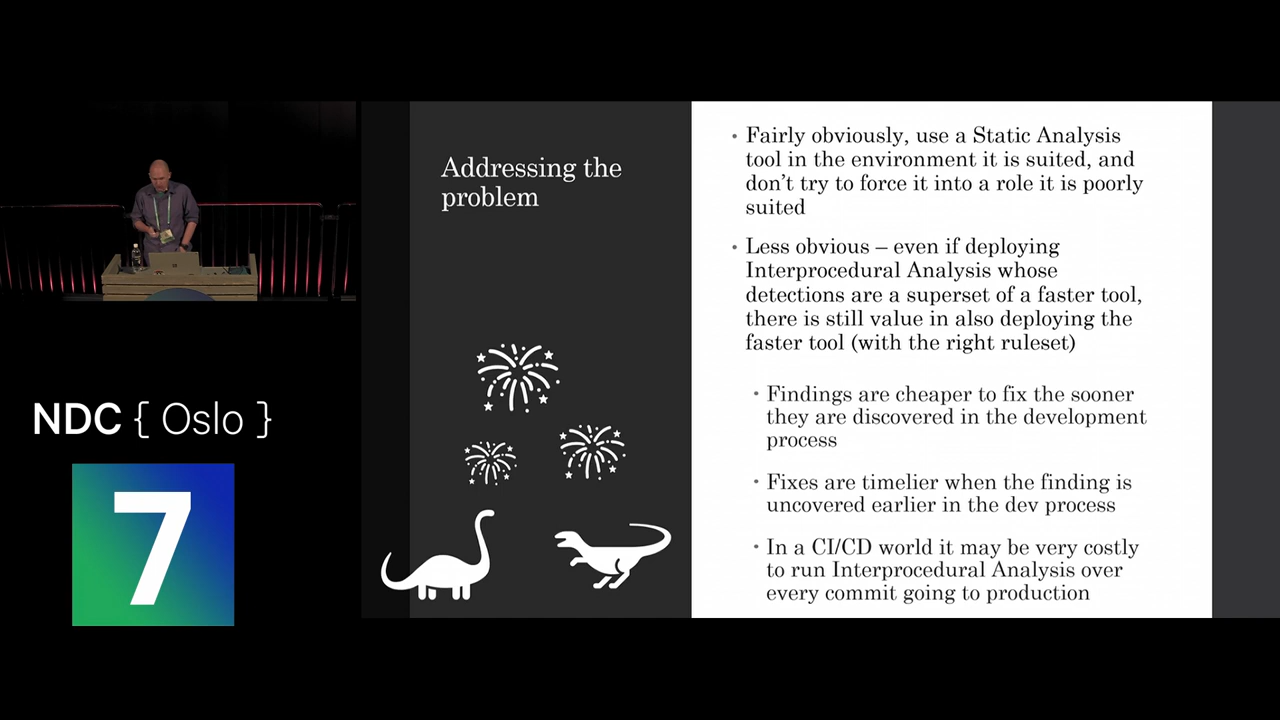 Addressing the
problem
• Fairly obviously, use a Static Analysis
tool in the environment it is suited, and
don’t try to force it into a role it is poorly
suited
• Less obvious – even if deploying
Interprocedural Analysis whose
detections are a superset of a faster tool,
there is still value in also deploying the
faster tool (with the right ruleset)
• Findings are cheaper to fix the sooner
they are discovered in the development
process
• Fixes are timelier when the finding is
uncovered earlier in the dev process
• In a CI/CD world it may be very costly
to run Interprocedural Analysis over
every commit going to production
NDC { Oslo }
7